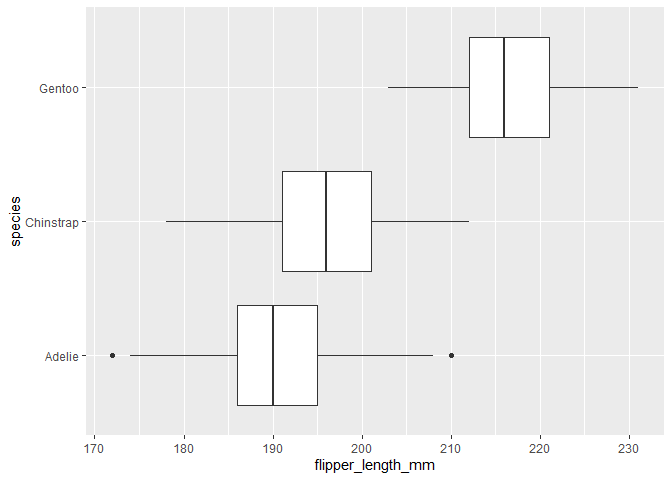 Gentoo
Chinstrap
Adelie
species
170 180 190 200 210 220 230
flipper_length_mm